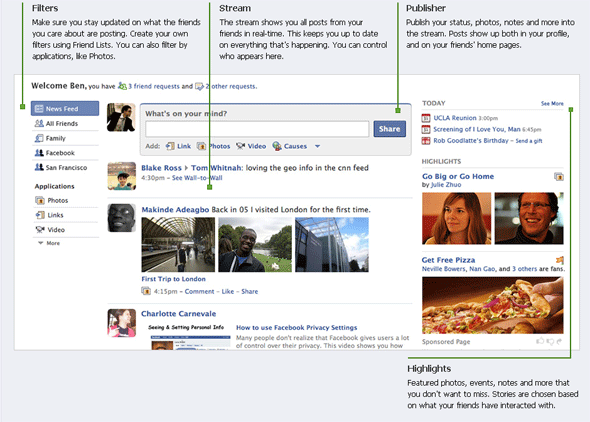 Filters
Make sure you stay updated on what the friends
you care about are posting. Create your own
filters using Friend Lists. You can also filter by
applications, like Photos.
Stream
The stream shows you all posts from your
friends in real-time. This keeps you up to date
on everything that's happening. You can control
who appears here.
Publisher
Publish your status, photos, notes and more into
the stream. Posts show up both in your profile,
and on your friends' home pages.
Welcome Ben, you have 3 friend requests and 2 other requests.
News Feed
All Friends
Family
Facebook
San Francisco
Applications
Photos
Links
Video
More
What's on your mind?
Share
Add: Link Photos Video Causes
Blake Ross Tom Whitnah: loving the geo info in the cnn feed
4:30pm - See Wall-to-Wall
Makinde Adeagbo Back in 05 I visited London for the first time.
First Trip to London
4:15pm - Comment - Like - Share
Charlotte Carnevale
Seeing & Setting Personal Info
How to use Facebook Privacy Settings
Many people don't realize that Facebook gives users a lot
of control over their privacy. This video shows you how
TODAY See More
31 UCLA Reunion 3:00pm
31 Screening of I Love You, Man 6:45pm
Rob Goodlatte's Birthday - Send a gift
HIGHLIGHTS
Go Big or Go Home
by Julie Zhuo
Get Free Pizza
Neville Bowers, Nan Gao, and 3 others are fans.
Sponsored Page
Highlights
Featured photos, events, notes and more that
you don't want to miss. Stories are chosen based
on what your friends have interacted with.